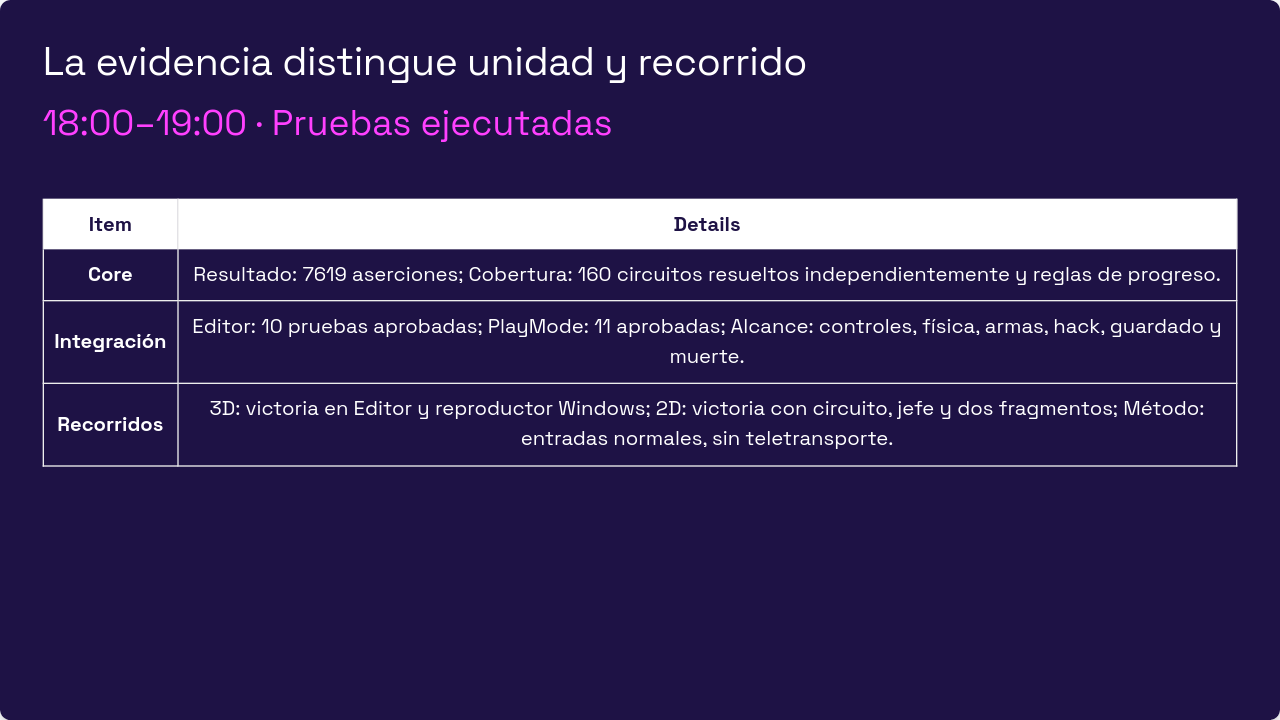 La evidencia distingue unidad y recorrido
18:00–19:00 · Pruebas ejecutadas
Item
Details
Core
Resultado: 7619 aserciones; Cobertura: 160 circuitos resueltos independientemente y reglas de progreso.
Integración
Editor: 10 pruebas aprobadas; PlayMode: 11 aprobadas; Alcance: controles, física, armas, hack, guardado y
muerte.
Recorridos
3D: victoria en Editor y reproductor Windows; 2D: victoria con circuito, jefe y dos fragmentos; Método:
entradas normales, sin teletransporte.